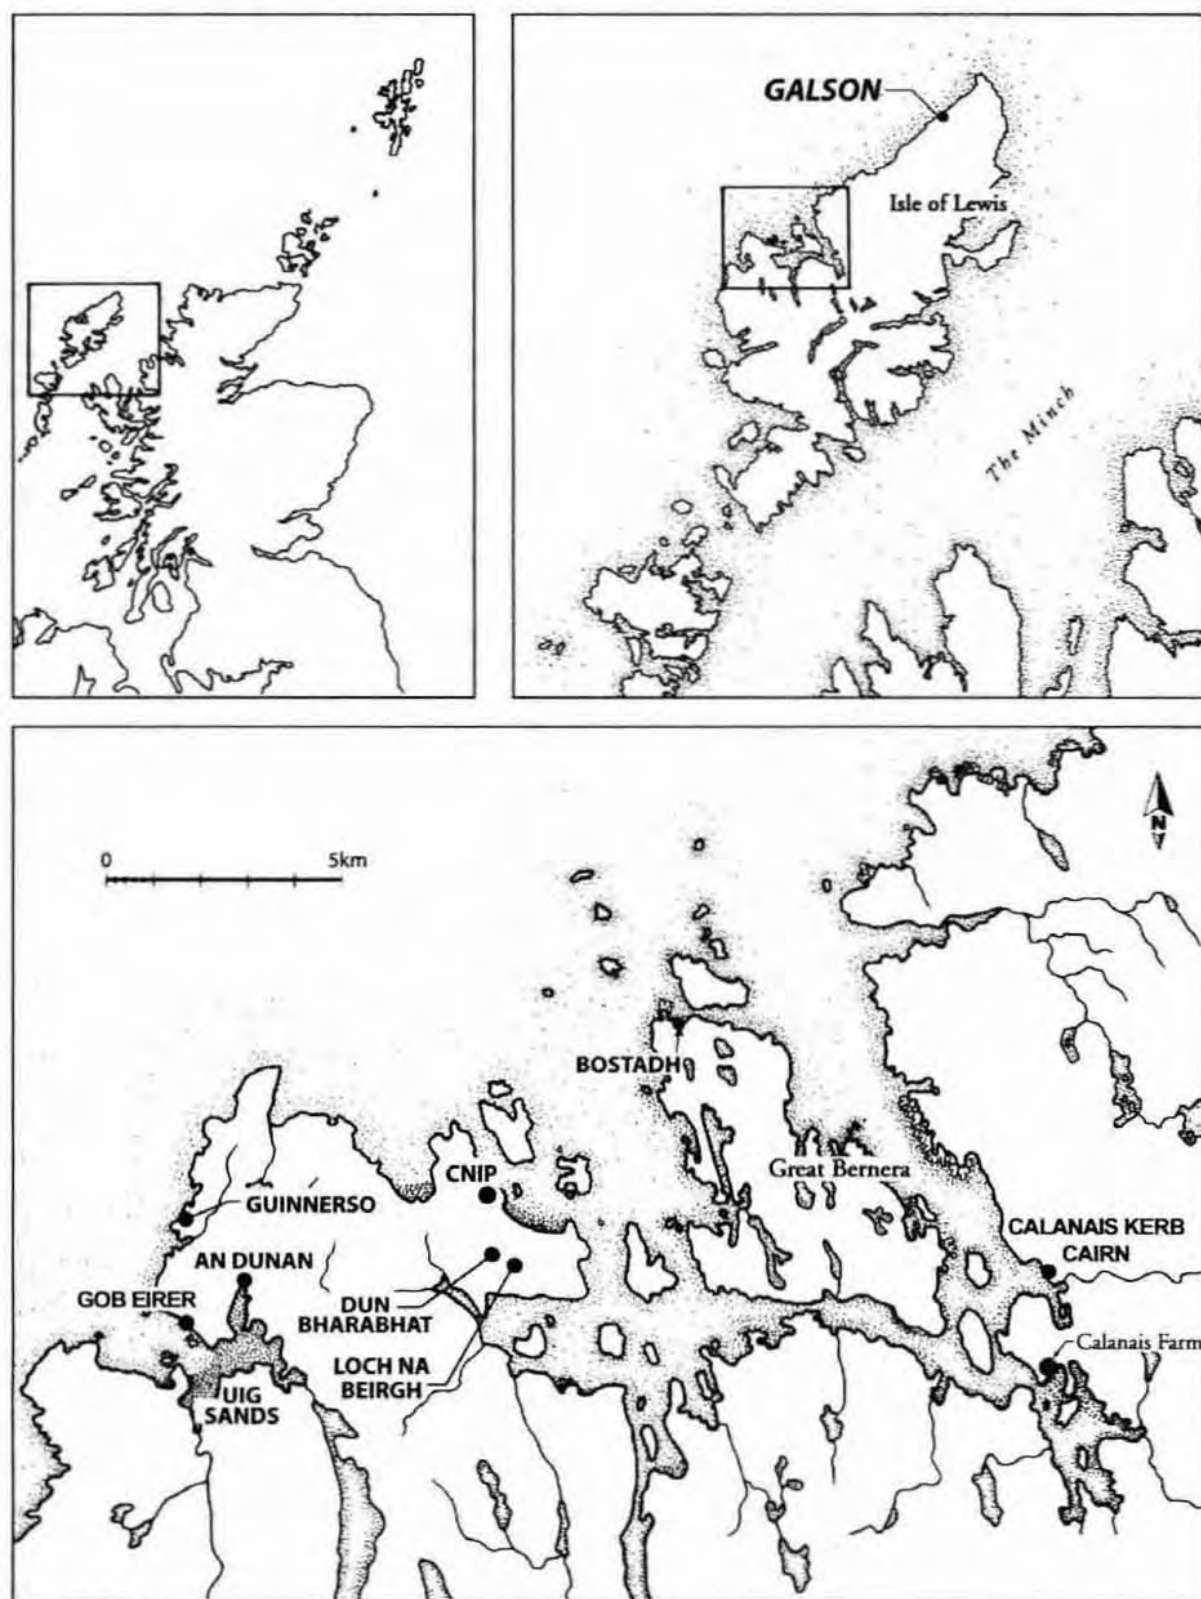 GALSON
Isle of Lewis
The Minch
0 5km
N
BOSTADH
Great Bernera
CNIP
GUINNERSO
AN DUNAN
GOB EIRER
UIG
SANDS
DUN
BHARABHAT
LOCH NA
BEIRGH
CALANAIS KERB
CAIRN
Calanais Farm